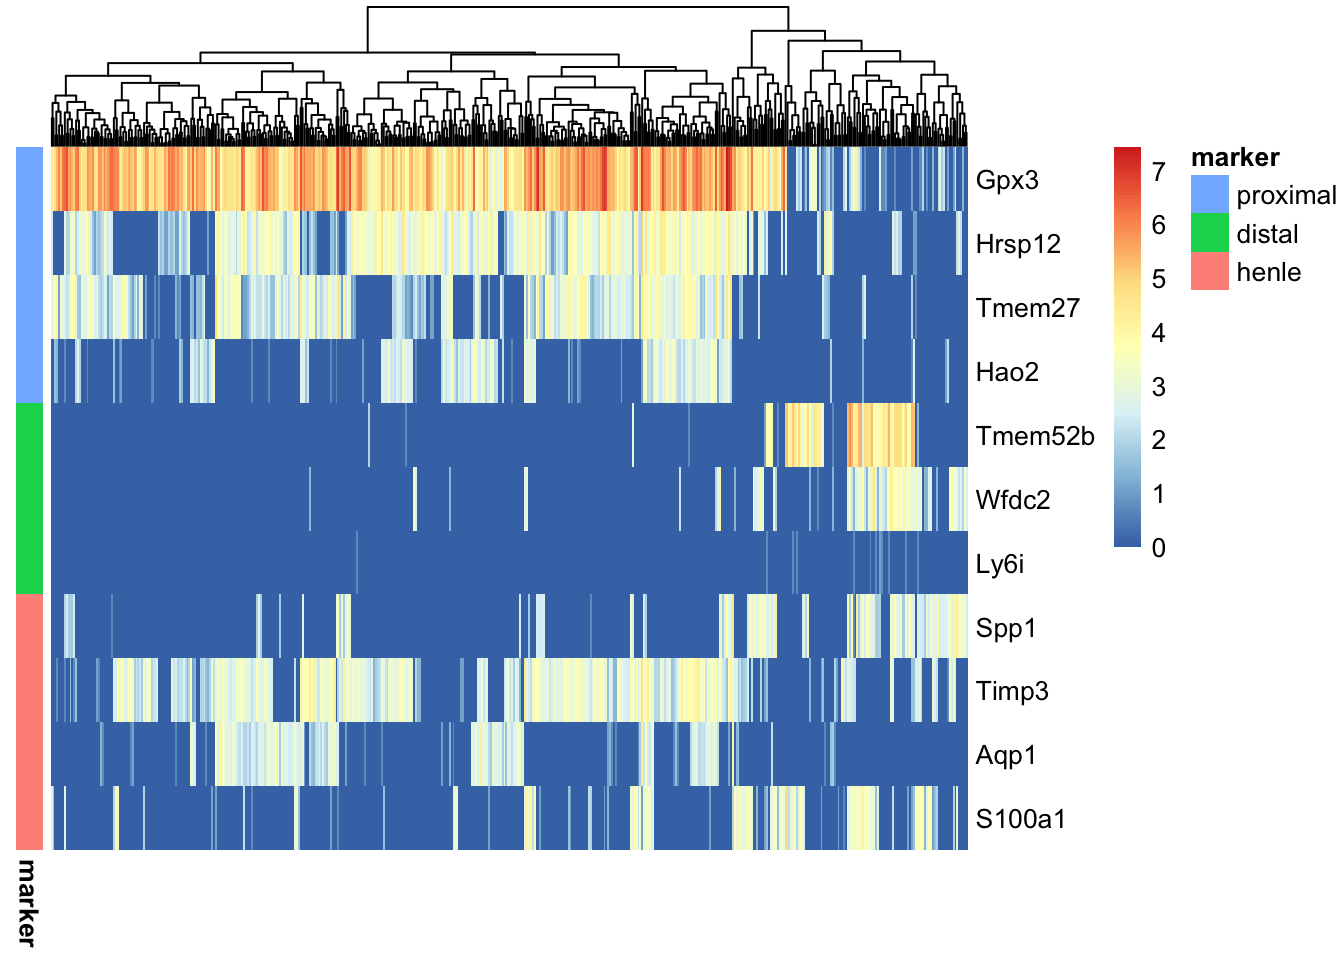 Gpx3
Hrsp12
Tmem27
Hao2
Tmem52b
Wfdc2
Ly6i
Spp1
Timp3
Aqp1
S100a1
7
6
5
4
3
2
1
0
marker
proximal
distal
henle
marker